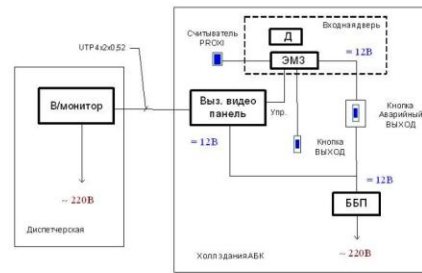 UTP4x2x0,52
Считыватель
PROXI
Входная дверь
Д
ЭМЗ
= 12В
В/монитор
Выз. видео
панель
Упр.
Кнопка
Аварийный
ВЫХОД
Кнопка
ВЫХОД
= 12В
= 12В
ББП
~ 220В
~ 220В
Диспетчерская
Холл здания АБК